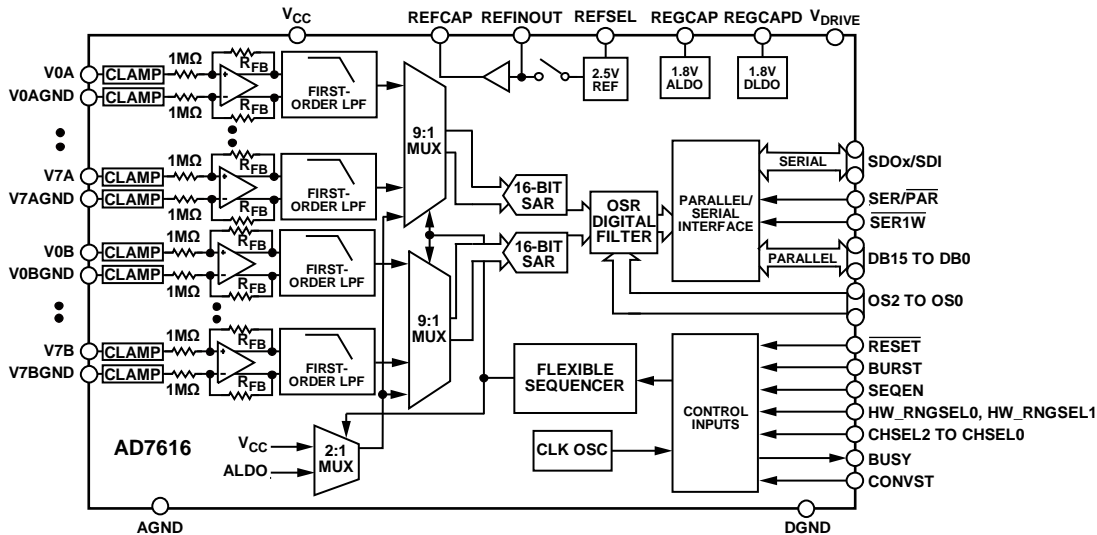 VCC
REFCAP REFINOUT REFSEL REGCAP REGCAPD VDRIVE
V0A
CLAMP
1MΩ
RFB
V0AGND
CLAMP
1MΩ
RFB
FIRST-
ORDER LPF
V7A
CLAMP
1MΩ
RFB
V7AGND
CLAMP
1MΩ
RFB
FIRST-
ORDER LPF
V0B
CLAMP
1MΩ
RFB
V0BGND
CLAMP
1MΩ
RFB
FIRST-
ORDER LPF
V7B
CLAMP
1MΩ
RFB
V7BGND
CLAMP
1MΩ
RFB
FIRST-
ORDER LPF
9:1
MUX
9:1
MUX
2.5V
REF
1.8V
ALDO
1.8V
DLDO
16-BIT
SAR
16-BIT
SAR
OSR
DIGITAL
FILTER
PARALLEL/
SERIAL
INTERFACE
SERIAL
SDOx/SDI
SER/PAR
SER1W
PARALLEL
DB15 TO DB0
OS2 TO OS0
FLEXIBLE
SEQUENCER
CLK OSC
CONTROL
INPUTS
RESET
BURST
SEQEN
HW_RNGSEL0, HW_RNGSEL1
CHSEL2 TO CHSEL0
BUSY
CONVST
AD7616
VCC
ALDO
2:1
MUX
AGND
DGND